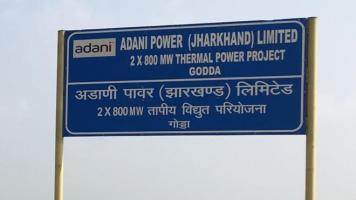 adani
ADANI POWER (JHARKHAND) LIMITED
2 X 800 MW THERMAL POWER PROJECT
GODDA
अडाणी पावर (झारखण्ड) लिमिटेड
2 X 800 MW तापीय विद्युत परियोजना
गोड्डा